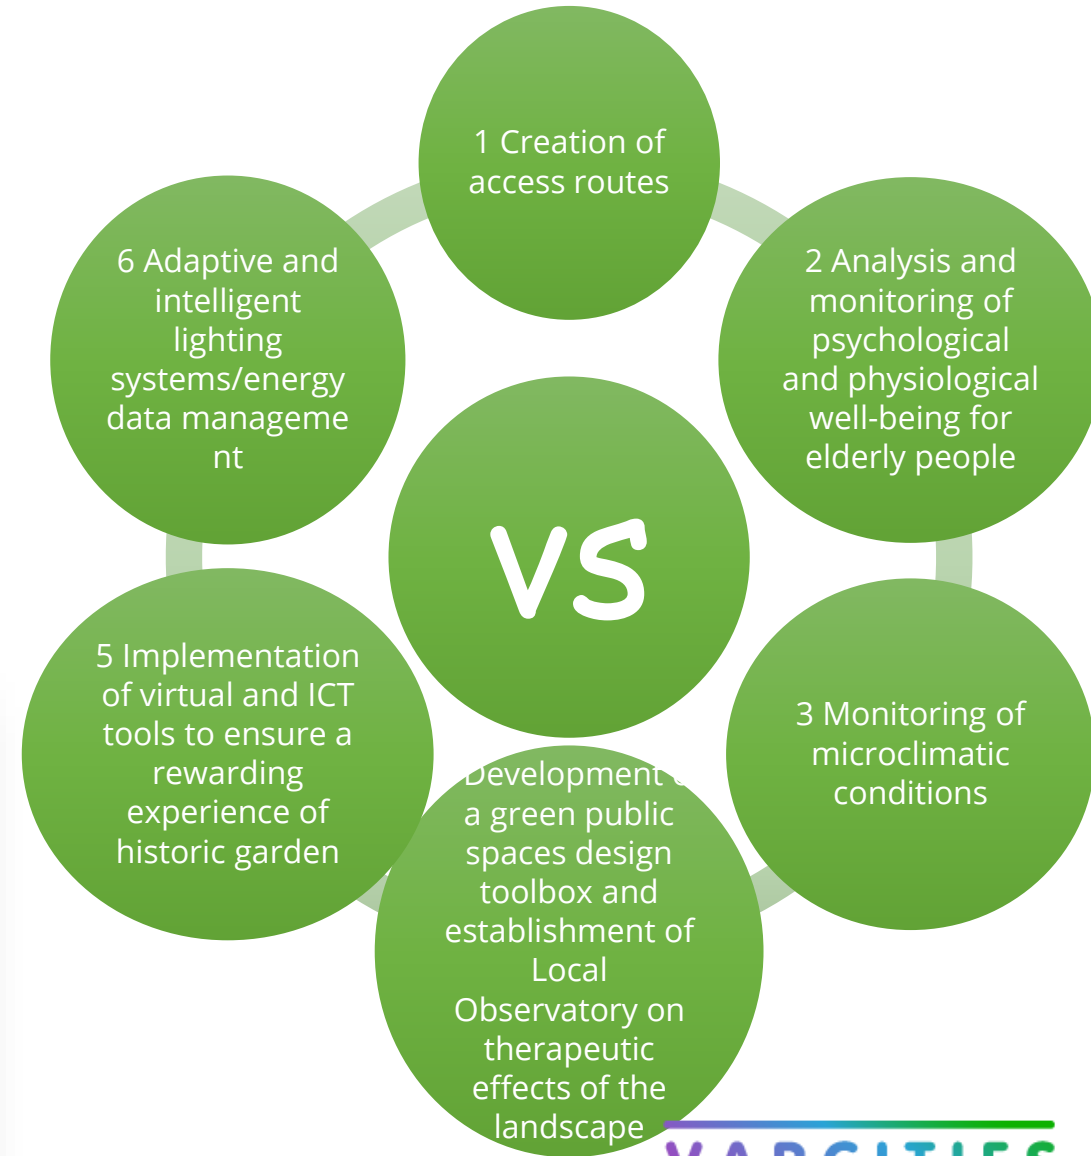 1 Creation of
access routes
2 Analysis and
monitoring of
psychological
and physiological
well-being for
elderly people
3 Monitoring of
microclimatic
conditions
Development
a green public
spaces design
toolbox and
establishment of
Local
Observatory on
therapeutic
effects of the
landscape
5 Implementation
of virtual and ICT
tools to ensure a
rewarding
experience of
historic garden
6 Adaptive and
intelligent
lighting
systems/energy
data manageme
nt
VS
VARCITIES